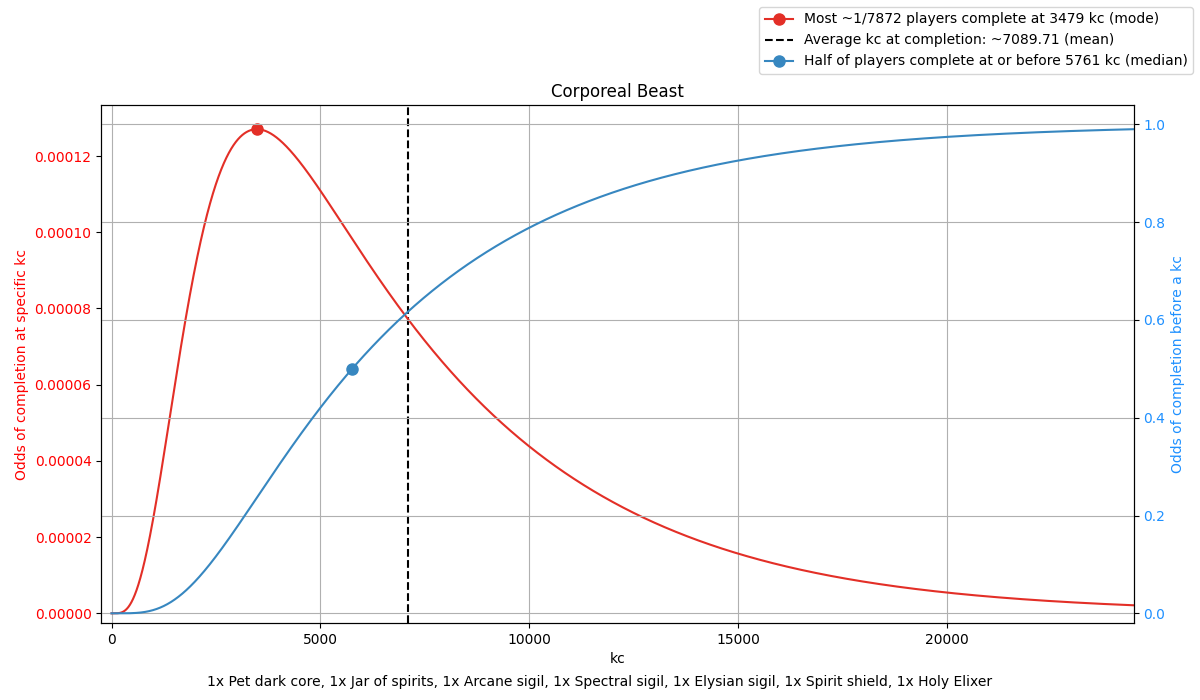 Most ~1/7872 players complete at 3479 kc (mode)
Average kc at completion: ~7089.71 (mean)
Half of players complete at or before 5761 kc (median)
Corporeal Beast
Odds of completion at specific kc
0.00012
0.00010
0.00008
0.00006
0.00004
0.00002
0.00000
1.0
0.8
0.6
0.4
0.2
0.0
Odds of completion before a kc
0
5000
10000
15000
20000
kc
1x Pet dark core, 1x Jar of spirits, 1x Arcane sigil, 1x Spectral sigil, 1x Elysian sigil, 1x Spirit shield, 1x Holy Elixer